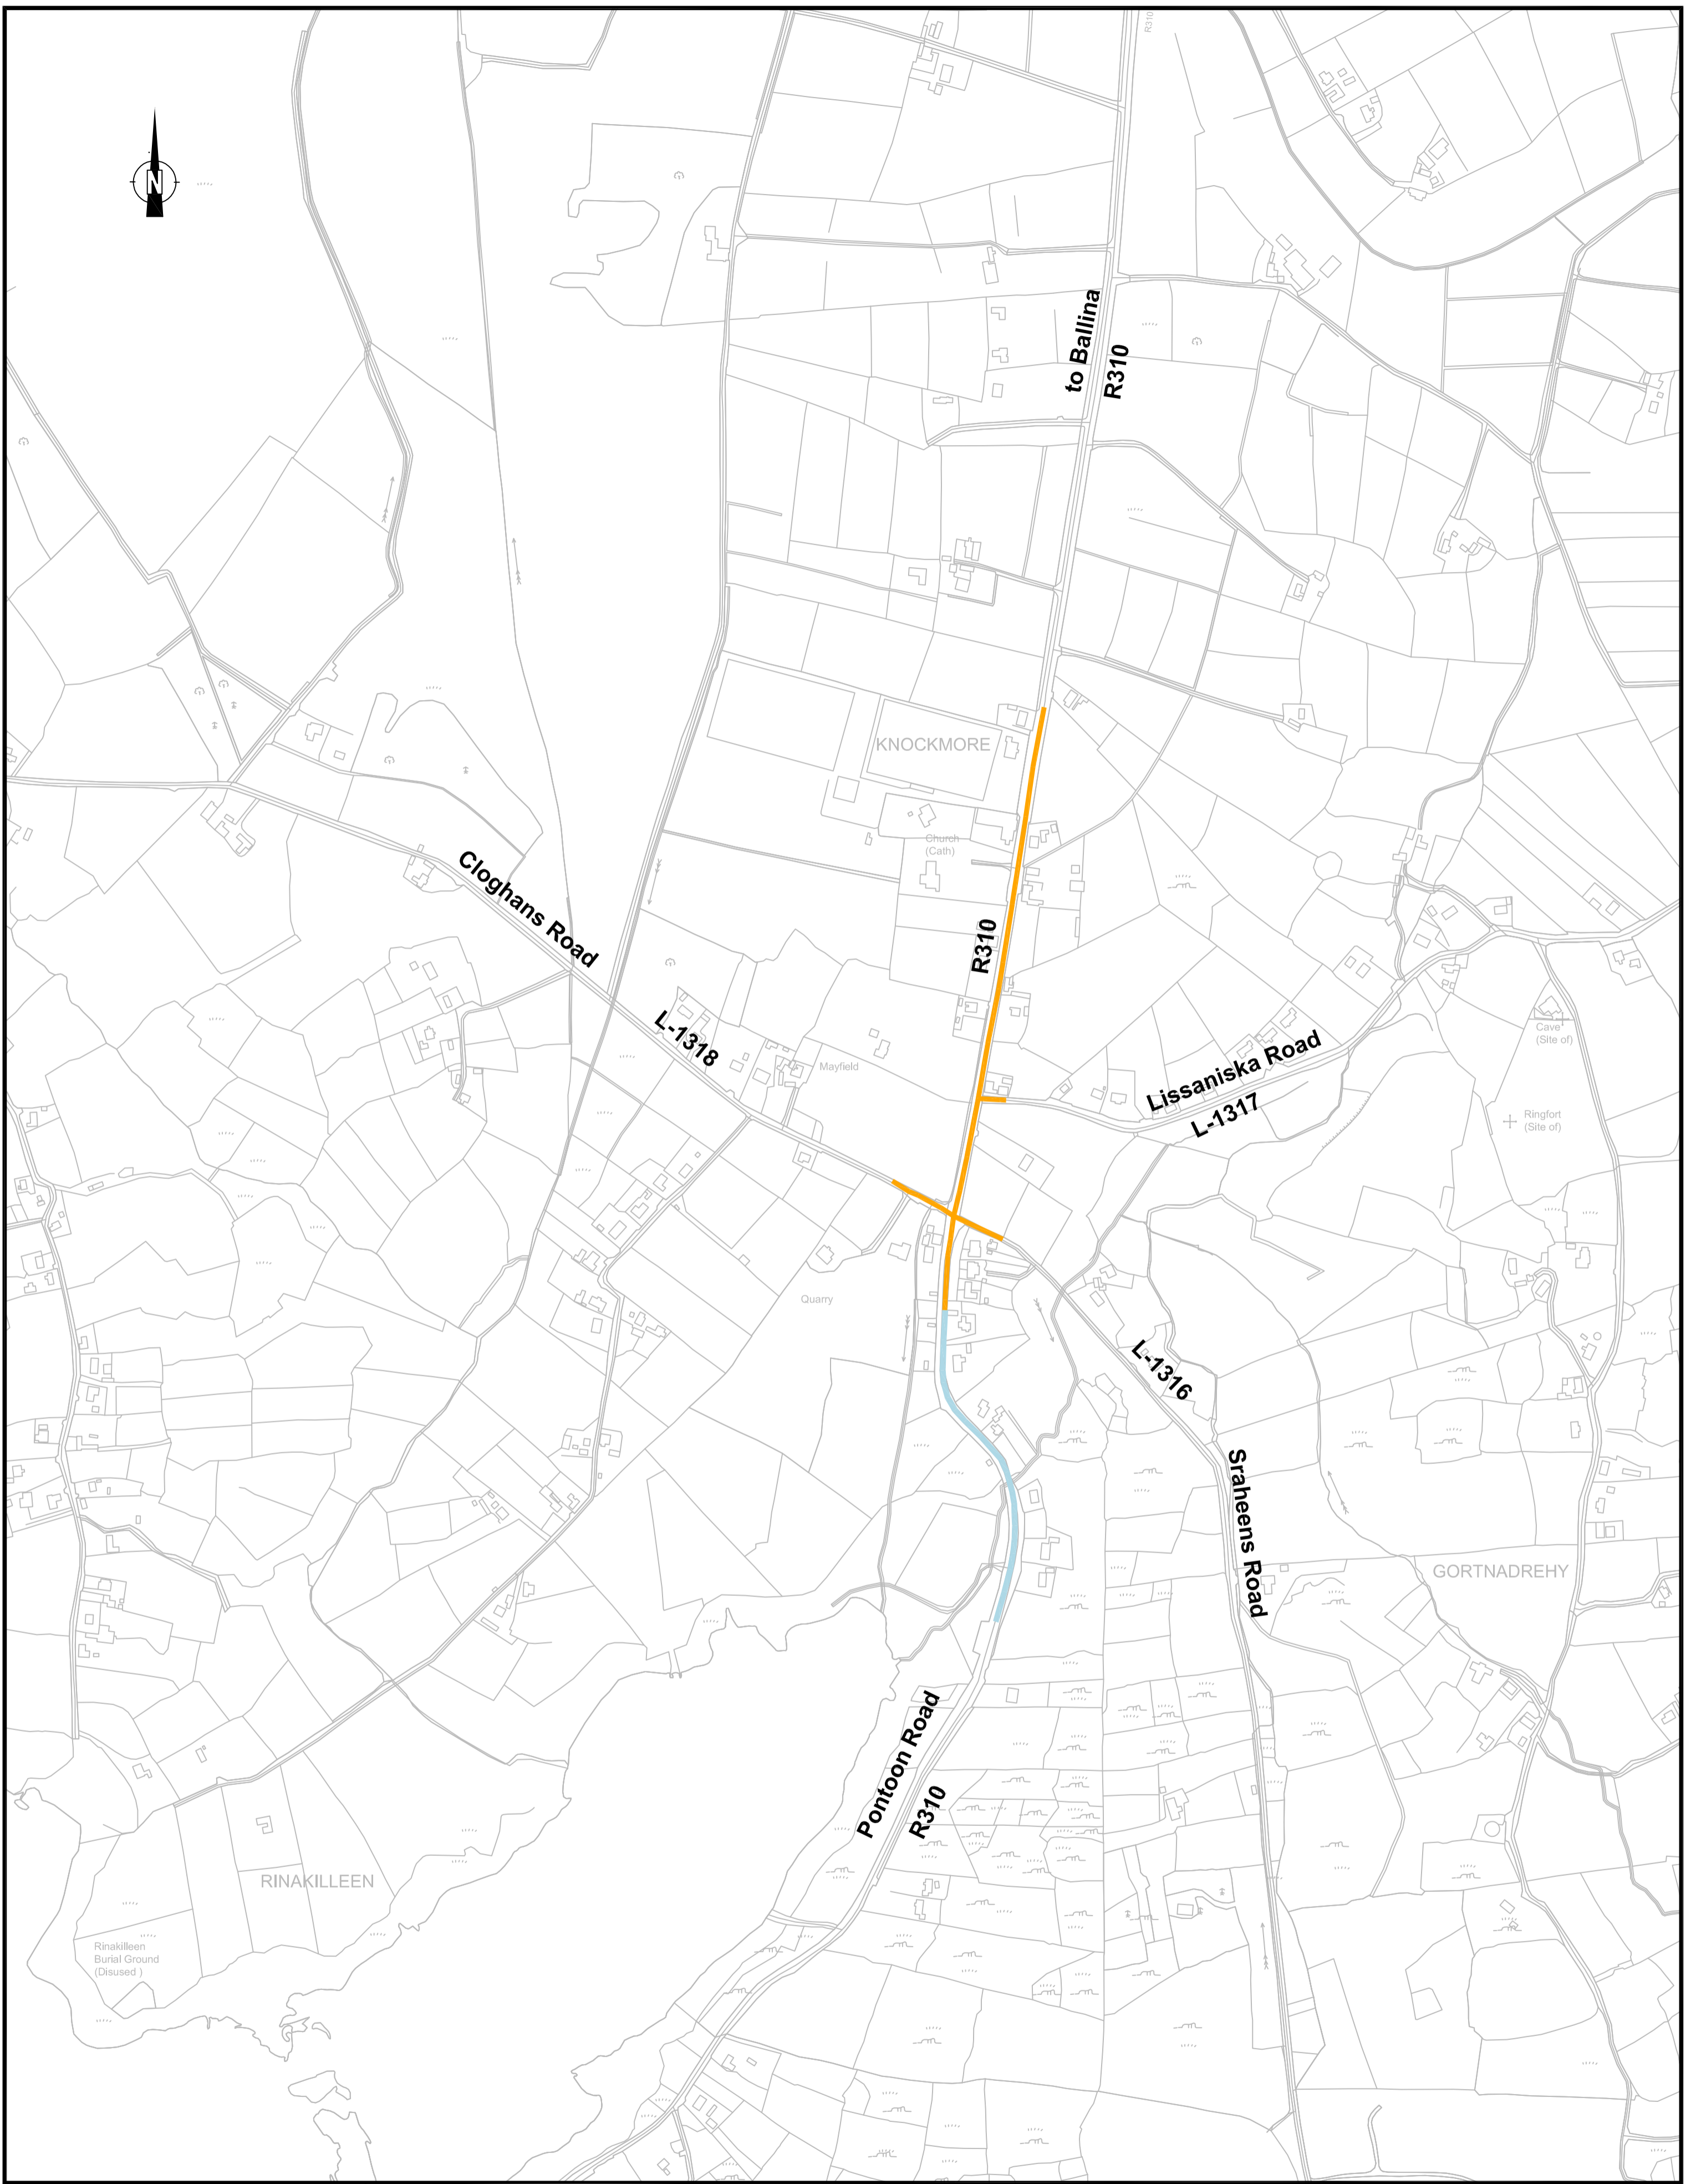 R310
N
to Ballina
R310
KNOCKMORE
Church
(Cath)
Cloghans Road
R310
L-1318
Mayfield
Lissaniska Road
L-1317
Cave
(Site of)
Ringfort
(Site of)
Quarry
L-1316
Sraheens Road
GORTNADREHY
Pontoon Road
R310
RINAKILLEEN
Rinakilleen
Burial Ground
(Disused )